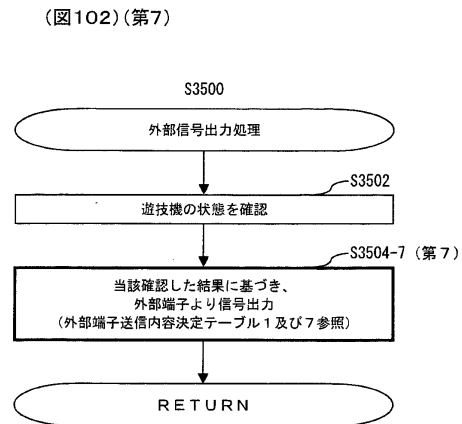 (図102)(第7)
S3500
外部信号出力処理
S3502
遊技機の状態を確認
S3504-7 (第7)
当該確認した結果に基づき、
外部端子より信号出力
(外部端子送信内容決定テーブル1及び7参照)
RETURN